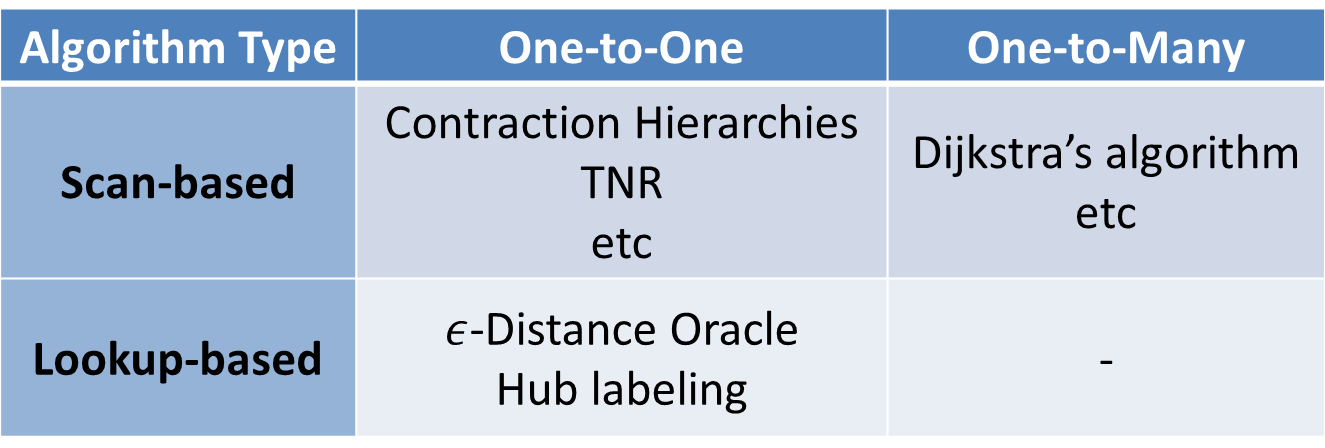 Algorithm Type One-to-One One-to-Many
Scan-based
Contraction Hierarchies
TNR
etc
Dijkstra’s algorithm
etc
Lookup-based
ϵ-Distance Oracle
Hub labeling
-